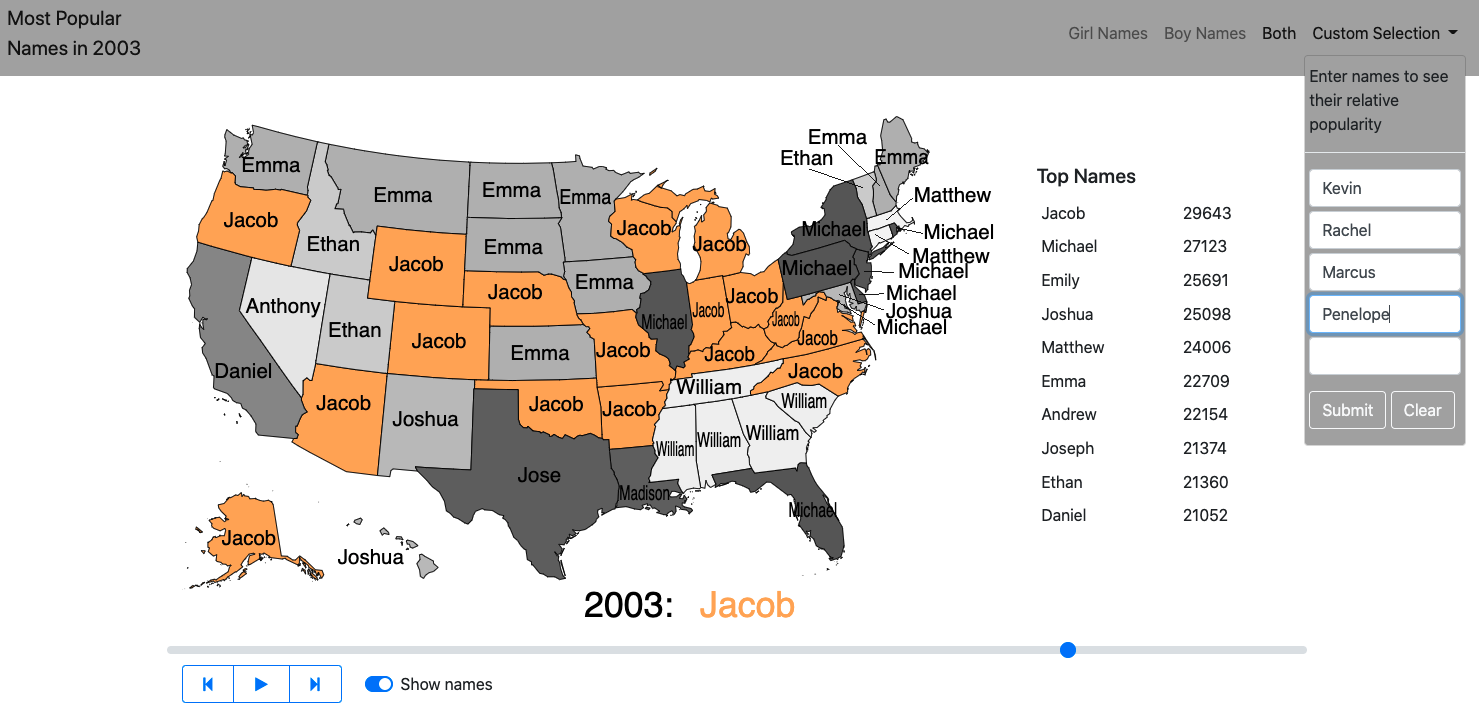 Most Popular
Names in 2003
Girl Names Boy Names Both Custom Selection
Enter names to see
their relative
popularity
Kevin
Rachel
Marcus
Penelope
Submit Clear
Emma
Ethan
Emma
Emma
Emma
Emma
Emma
Matthew
Jacob
Jacob
Michael
Michael
Ethan
Jacob
Emma
Matthew
Jacob
Michael
Michael
Emma
Jacob
Jacob
Michael
Anthony
Jacob
Joshua
Ethan
Michael
Jacob
Michael
Jacob
Jacob
Emma
Jacob
Jacob
Daniel
Jacob
William
Jacob
Jacob
Joshua
Jacob
Jacob
William
William
William
William
Jose
Madison
Michael
Jacob
Joshua
Top Names
Jacob 29643
Michael 27123
Emily 25691
Joshua 25098
Matthew 24006
Emma 22709
Andrew 22154
Joseph 21374
Ethan 21360
Daniel 21052
2003: Jacob
Show names